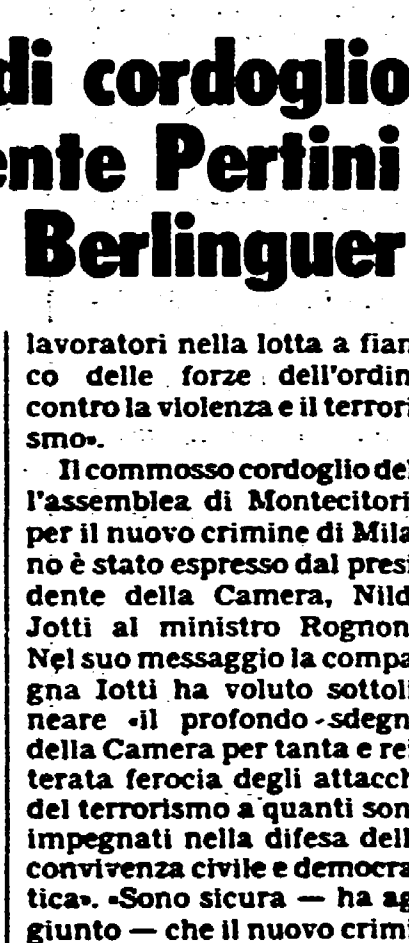 di cordoglio
ente Pertini
Berlinguer
lavoratori nella lotta a fian
co delle forze dell'ordin
contro la violenza e il terrori
smo».
Il commosso cordoglio del
l'assemblea di Montecitori
per il nuovo crimine di Mila
no è stato espresso dal presi
dente della Camera, Nild
Jotti al ministro Rognon
Nel suo messaggio la compa
gna Iotti ha voluto sottoli
neare «il profondo sdegn
della Camera per tanta e rei
terata ferocia degli attacch
del terrorismo a quanti son
impegnati nella difesa dell
convivenza civile e democra
tica». «Sono sicura — ha ag
giunto — che il nuovo crimi